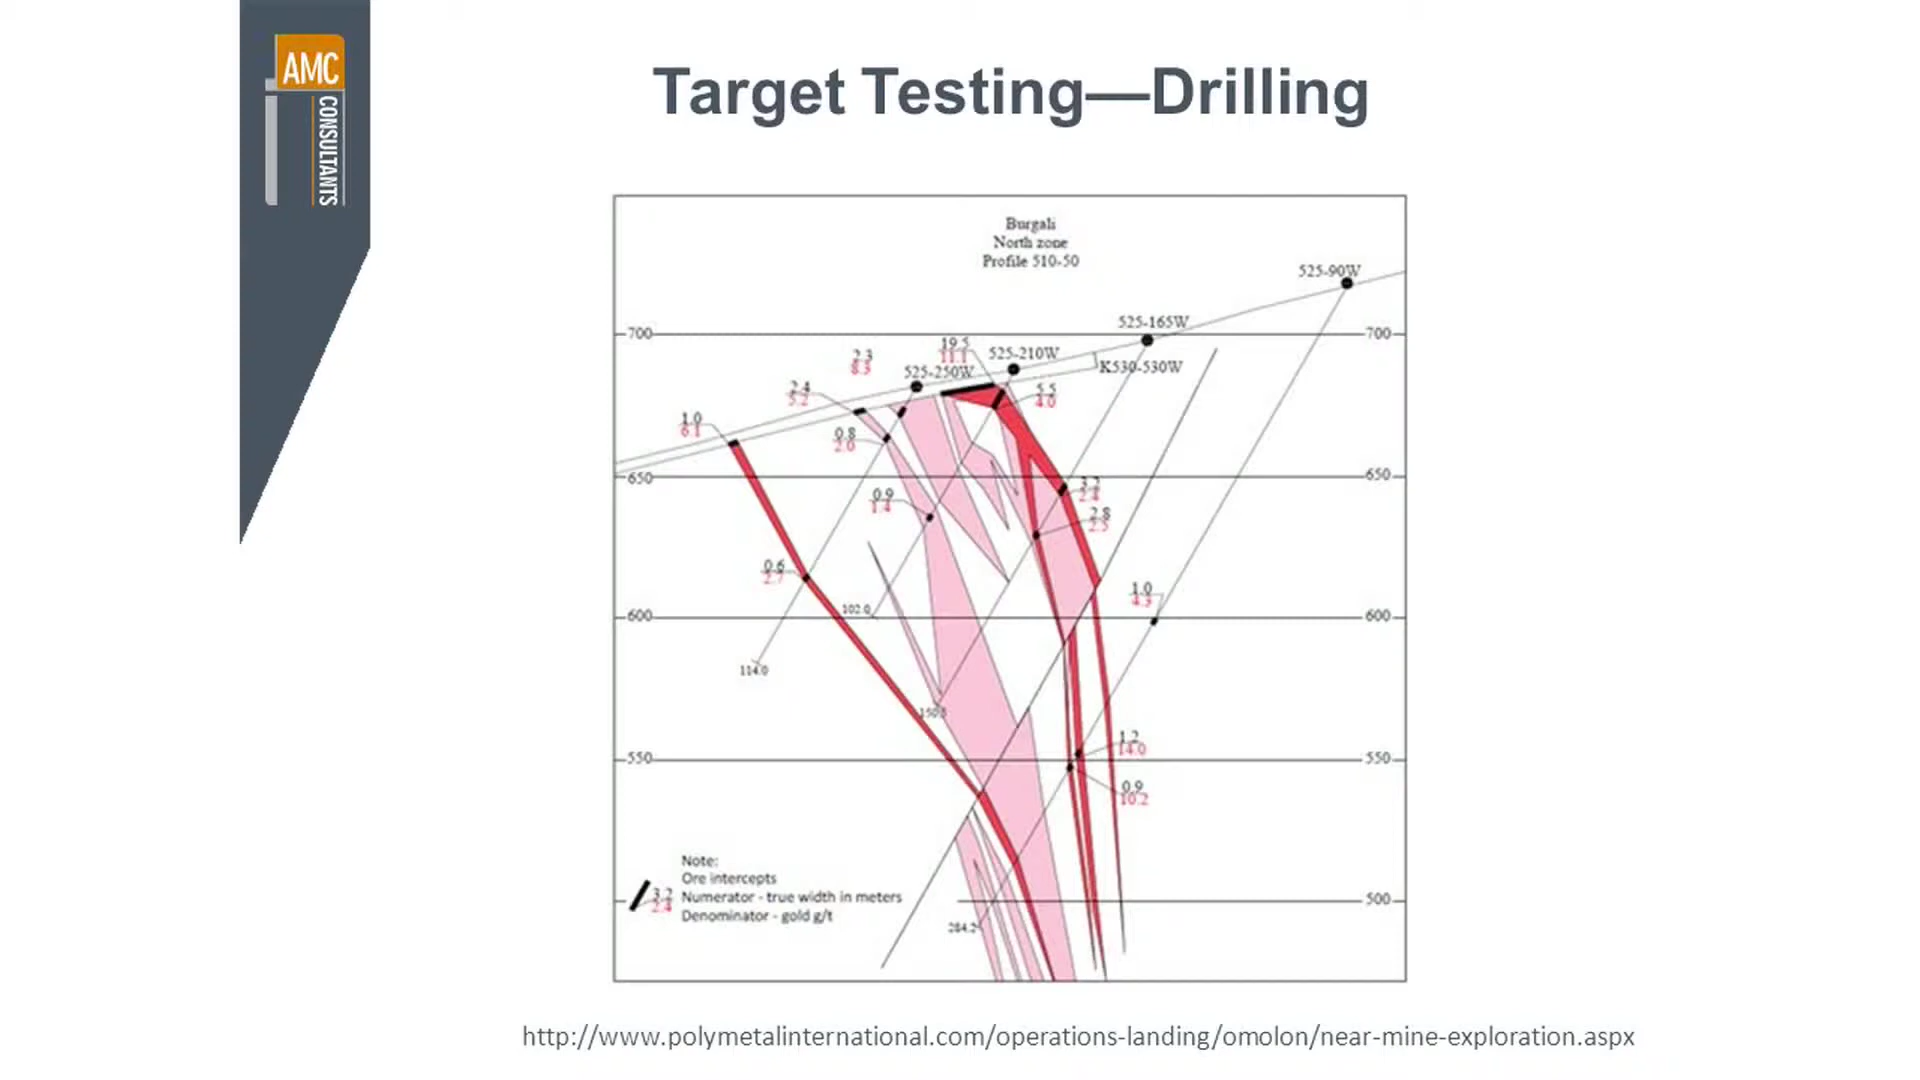 AMC
CONSULTANTS
Target Testing—Drilling
Burgali
North zone
Profile 510-50
525-90W
525-165W
700
700
19.5
11.1
525-210W
2.3
8.3
K530-530W
525-250W
2.4
5.2
5.5
4.0
1.0
6.1
0.8
2.0
650
650
3.2
2.4
0.9
1.4
2.8
2.5
0.6
2.7
1.0
4.3
102.0
600
600
114.0
1.2
14.0
550
550
0.9
10.2
Note:
Ore intercepts
3.2
2.4
Numerator - true width in meters
Denominator - gold g/t
500
284.2
http://www.polymetalinternational.com/operations-landing/omolon/near-mine-exploration.aspx